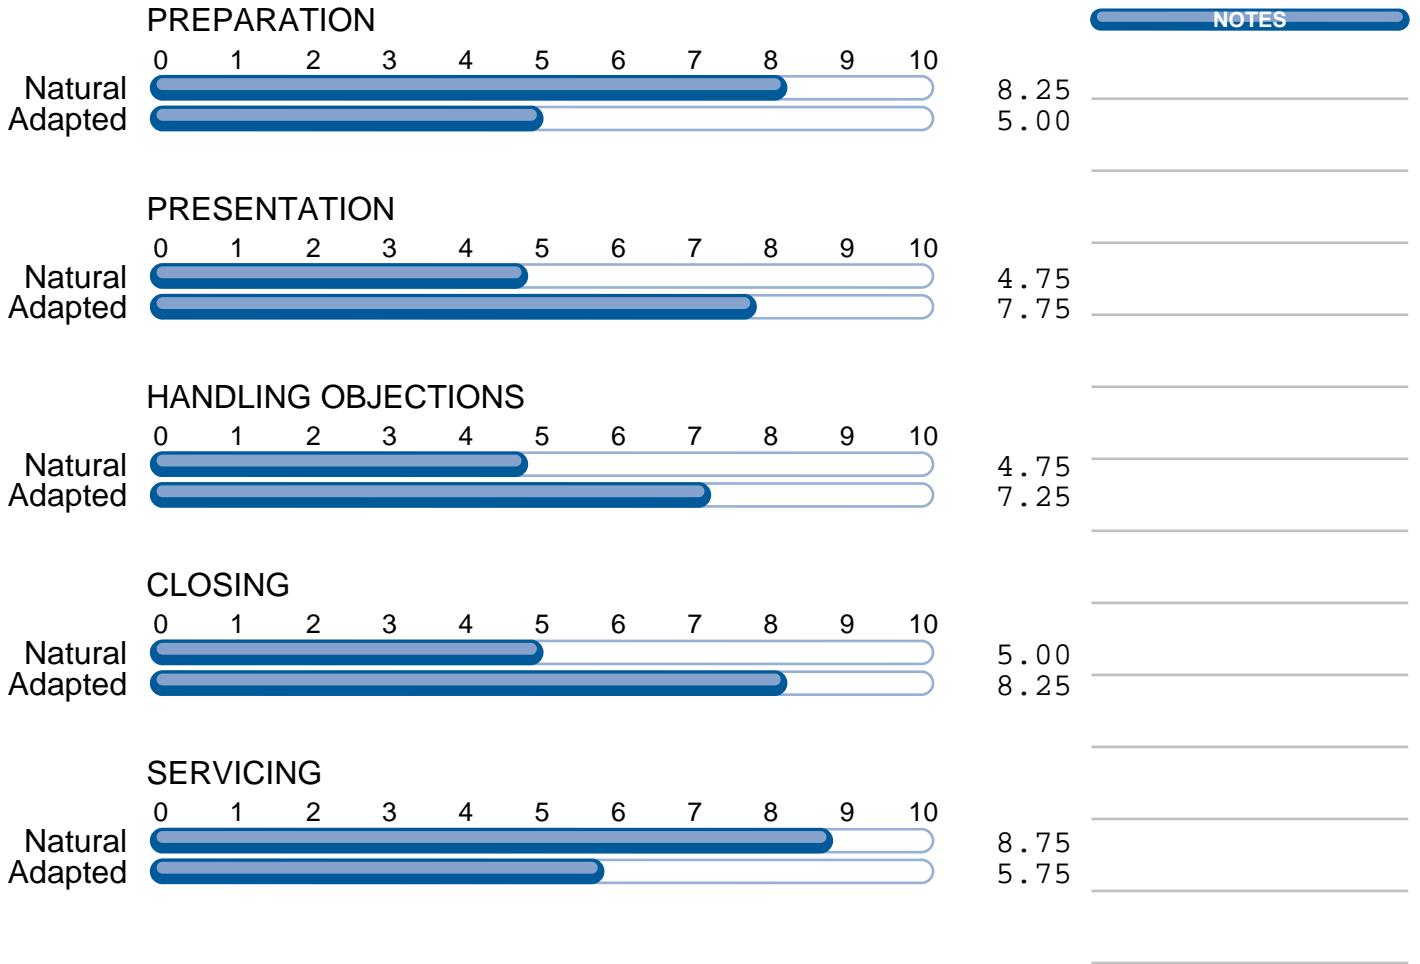 PREPARATION
NOTES
0 1 2 3 4 5 6 7 8 9 10
Natural 8.25
Adapted 5.00
PRESENTATION
0 1 2 3 4 5 6 7 8 9 10
Natural 4.75
Adapted 7.75
HANDLING OBJECTIONS
0 1 2 3 4 5 6 7 8 9 10
Natural 4.75
Adapted 7.25
CLOSING
0 1 2 3 4 5 6 7 8 9 10
Natural 5.00
Adapted 8.25
SERVICING
0 1 2 3 4 5 6 7 8 9 10
Natural 8.75
Adapted 5.75